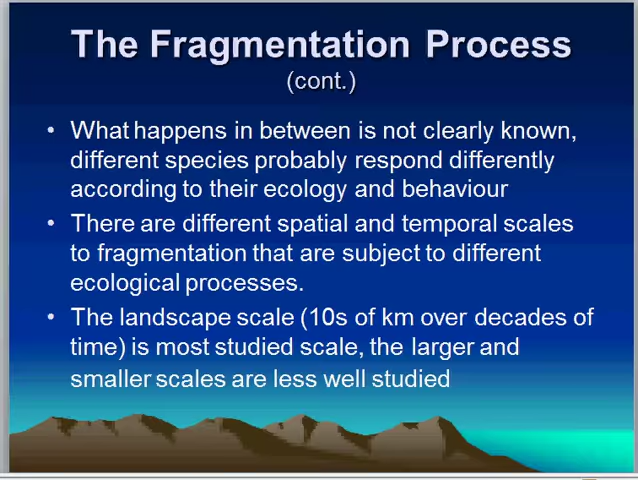 The Fragmentation Process
(cont.)
• What happens in between is not clearly known,
different species probably respond differently
according to their ecology and behaviour
• There are different spatial and temporal scales
to fragmentation that are subject to different
ecological processes.
• The landscape scale (10s of km over decades of
time) is most studied scale, the larger and
smaller scales are less well studied